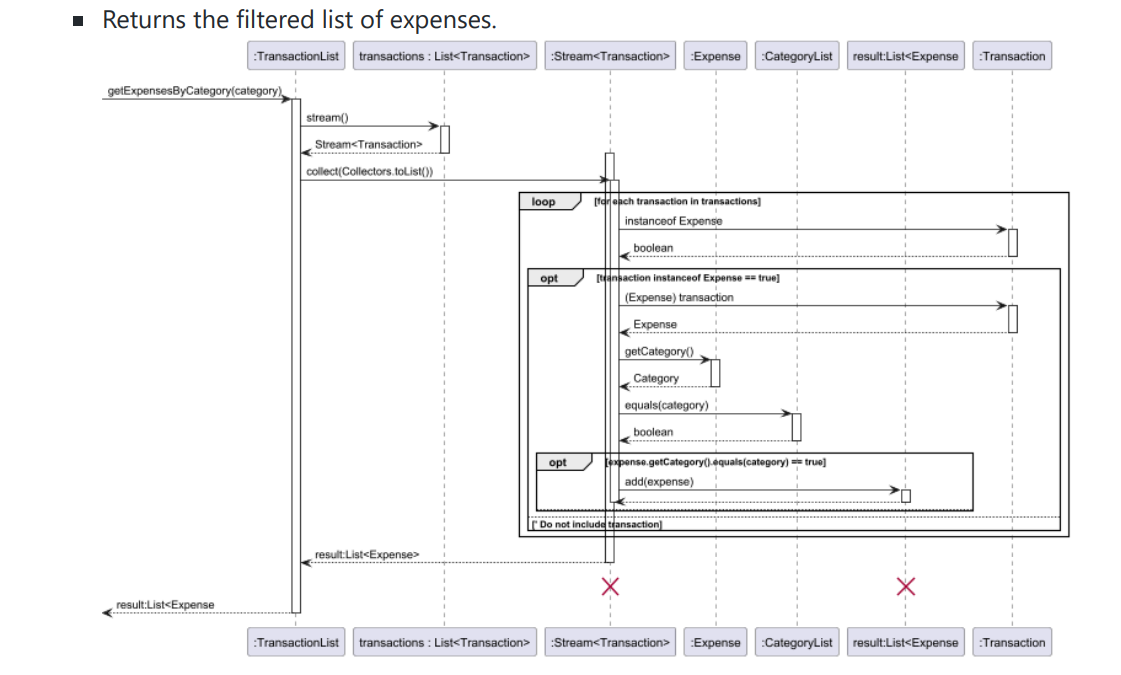 ▪ Returns the filtered list of expenses.
:TransactionList transactions : List<Transaction> :Stream<Transaction> :Expense :CategoryList result:List<Expense :Transaction
getExpensesByCategory(category)
stream()
Stream<Transaction>
collect(Collectors.toList())
loop [for each transaction in transactions]
instanceof Expense
boolean
opt [transaction instanceof Expense == true]
(Expense) transaction
Expense
getCategory()
Category
equals(category)
boolean
opt [expense.getCategory().equals(category) == true]
add(expense)
[' Do not include transaction]
result:List<Expense>
result:List<Expense
:TransactionList transactions : List<Transaction> :Stream<Transaction> :Expense :CategoryList result:List<Expense :Transaction